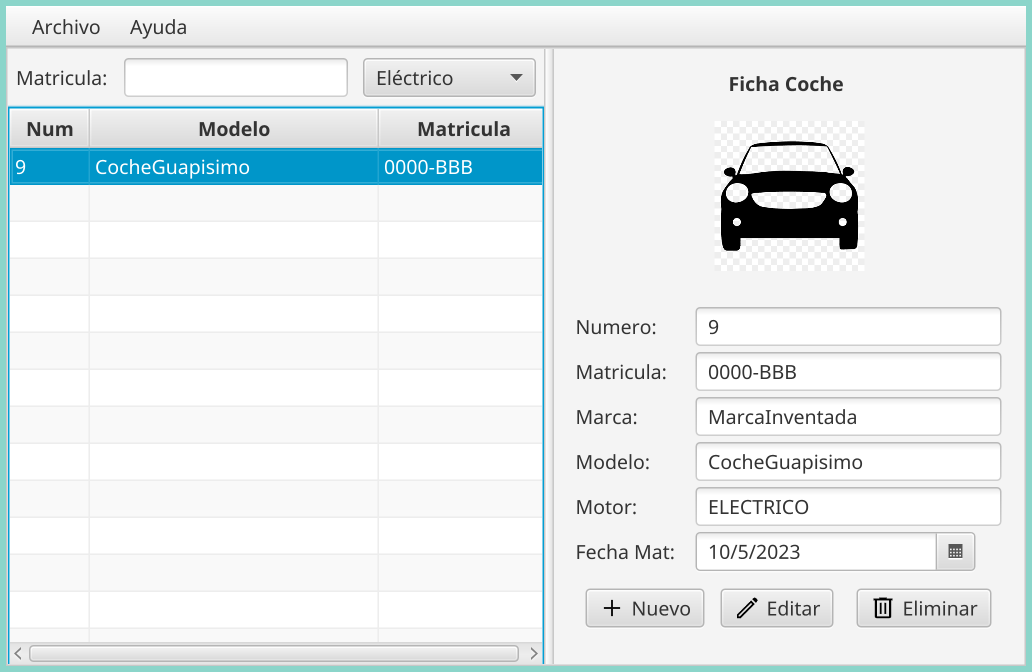 Archivo Ayuda
Matricula: Eléctrico
Num Modelo Matricula
9 CocheGuapisimo 0000-BBB
Ficha Coche
Numero: 9
Matricula: 0000-BBB
Marca: MarcaInventada
Modelo: CocheGuapisimo
Motor: ELECTRICO
Fecha Mat: 10/5/2023
Nuevo Editar Eliminar